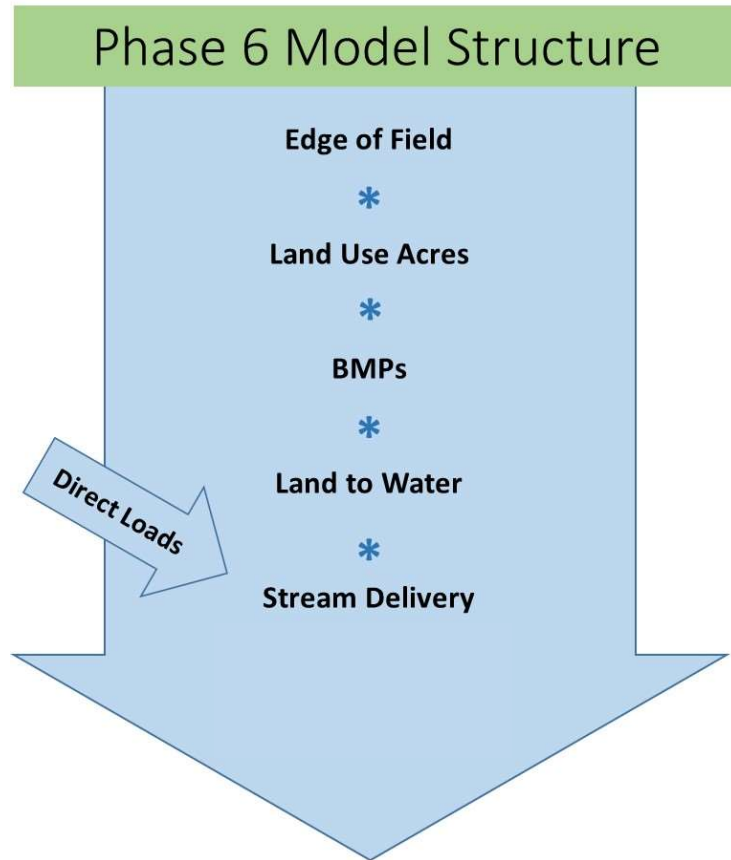 Phase 6 Model Structure
Edge of Field
*
Land Use Acres
*
BMPs
*
Land to Water
*
Direct Loads
Stream Delivery